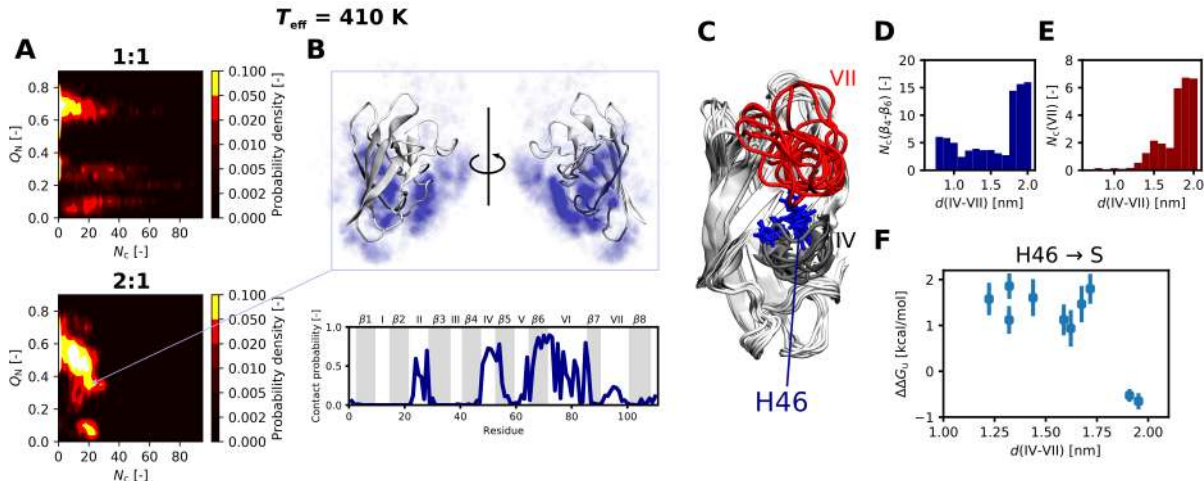 T_eff = 410 K
A
1:1
Q_N [-]
0.8
0.6
0.4
0.2
0.0
0 20 40 60 80
N_c [-]
0.100
0.050
0.010
0.005
0.002
0.000
Probability density [-]
2:1
Q_N [-]
0.8
0.6
0.4
0.2
0.0
0 20 40 60 80
N_c [-]
0.100
0.050
0.010
0.005
0.002
0.000
Probability density [-]
B
β1 I β2 II β3 III β4 IV β5 V β6 VI β7 VII β8
Contact probability [-]
1.0
0.8
0.6
0.4
0.2
0.0
0 20 40 60 80 100
Residue
C
VII
IV
H46
D
N_c(β₄-β₆) [-]
20
15
10
5
0
1.0 1.5 2.0
d(IV-VII) [nm]
E
N_c(VII) [-]
8
6
4
2
0
1.0 1.5 2.0
d(IV-VII) [nm]
F
H46 → S
ΔΔG_u [kcal/mol]
2
1
0
−1
1.00 1.25 1.50 1.75 2.00
d(IV-VII) [nm]